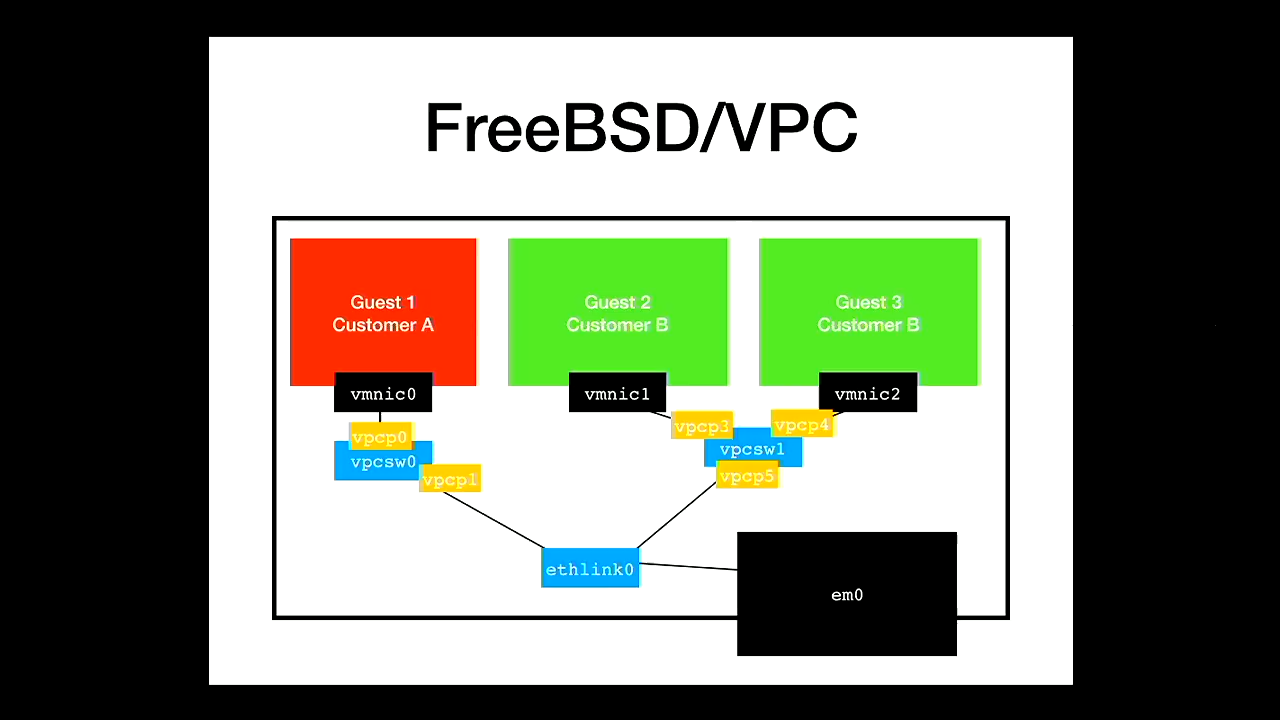 FreeBSD/VPC
Guest 1
Customer A
Guest 2
Customer B
Guest 3
Customer B
vmnic0
vmnic1
vmnic2
vpcp0
vpcsw0
vpcp1
vpcp3
vpcp4
vpcsw1
vpcp5
ethlink0
em0